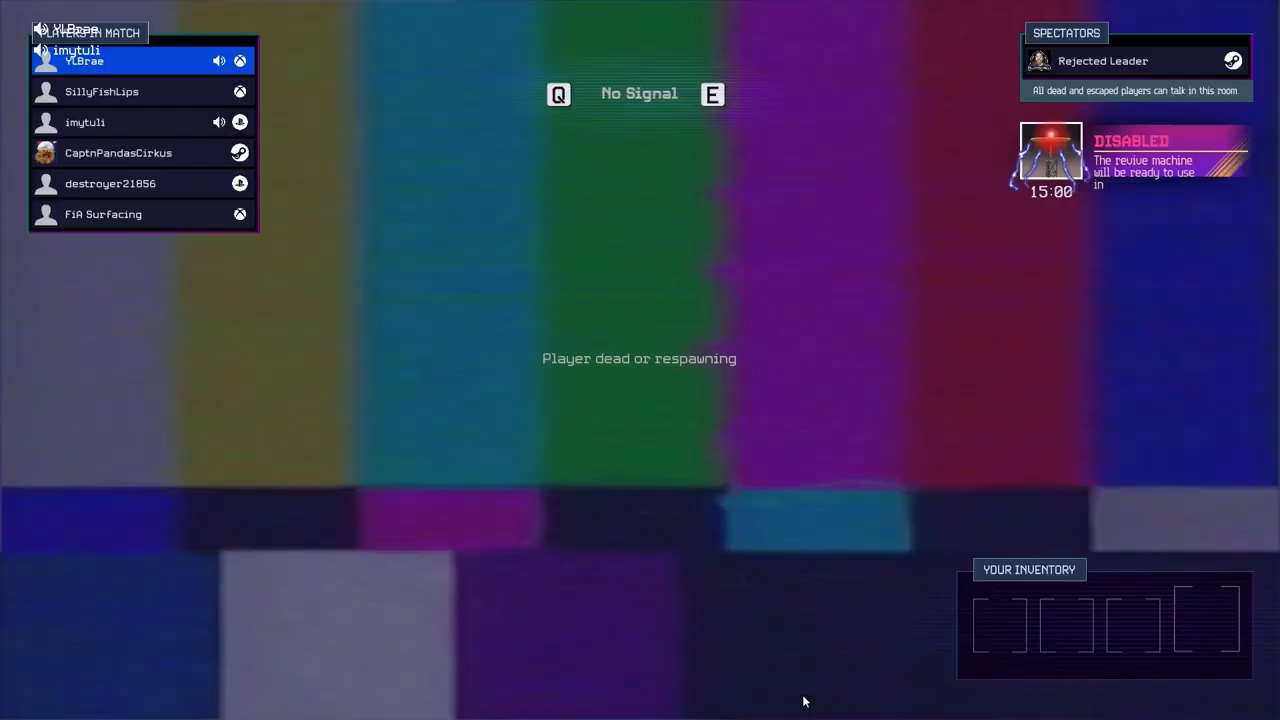 YLBrae
PLAYERS IN MATCH
imytuli
YLBrae
SillyFishLips
imytuli
CaptnPandasCirkus
destroyer21856
FiA Surfacing
Q No Signal E
Player dead or respawning
SPECTATORS
Rejected Leader
All dead and escaped players can talk in this room.
DISABLED
The revive machine
will be ready to use
in
15:00
YOUR INVENTORY